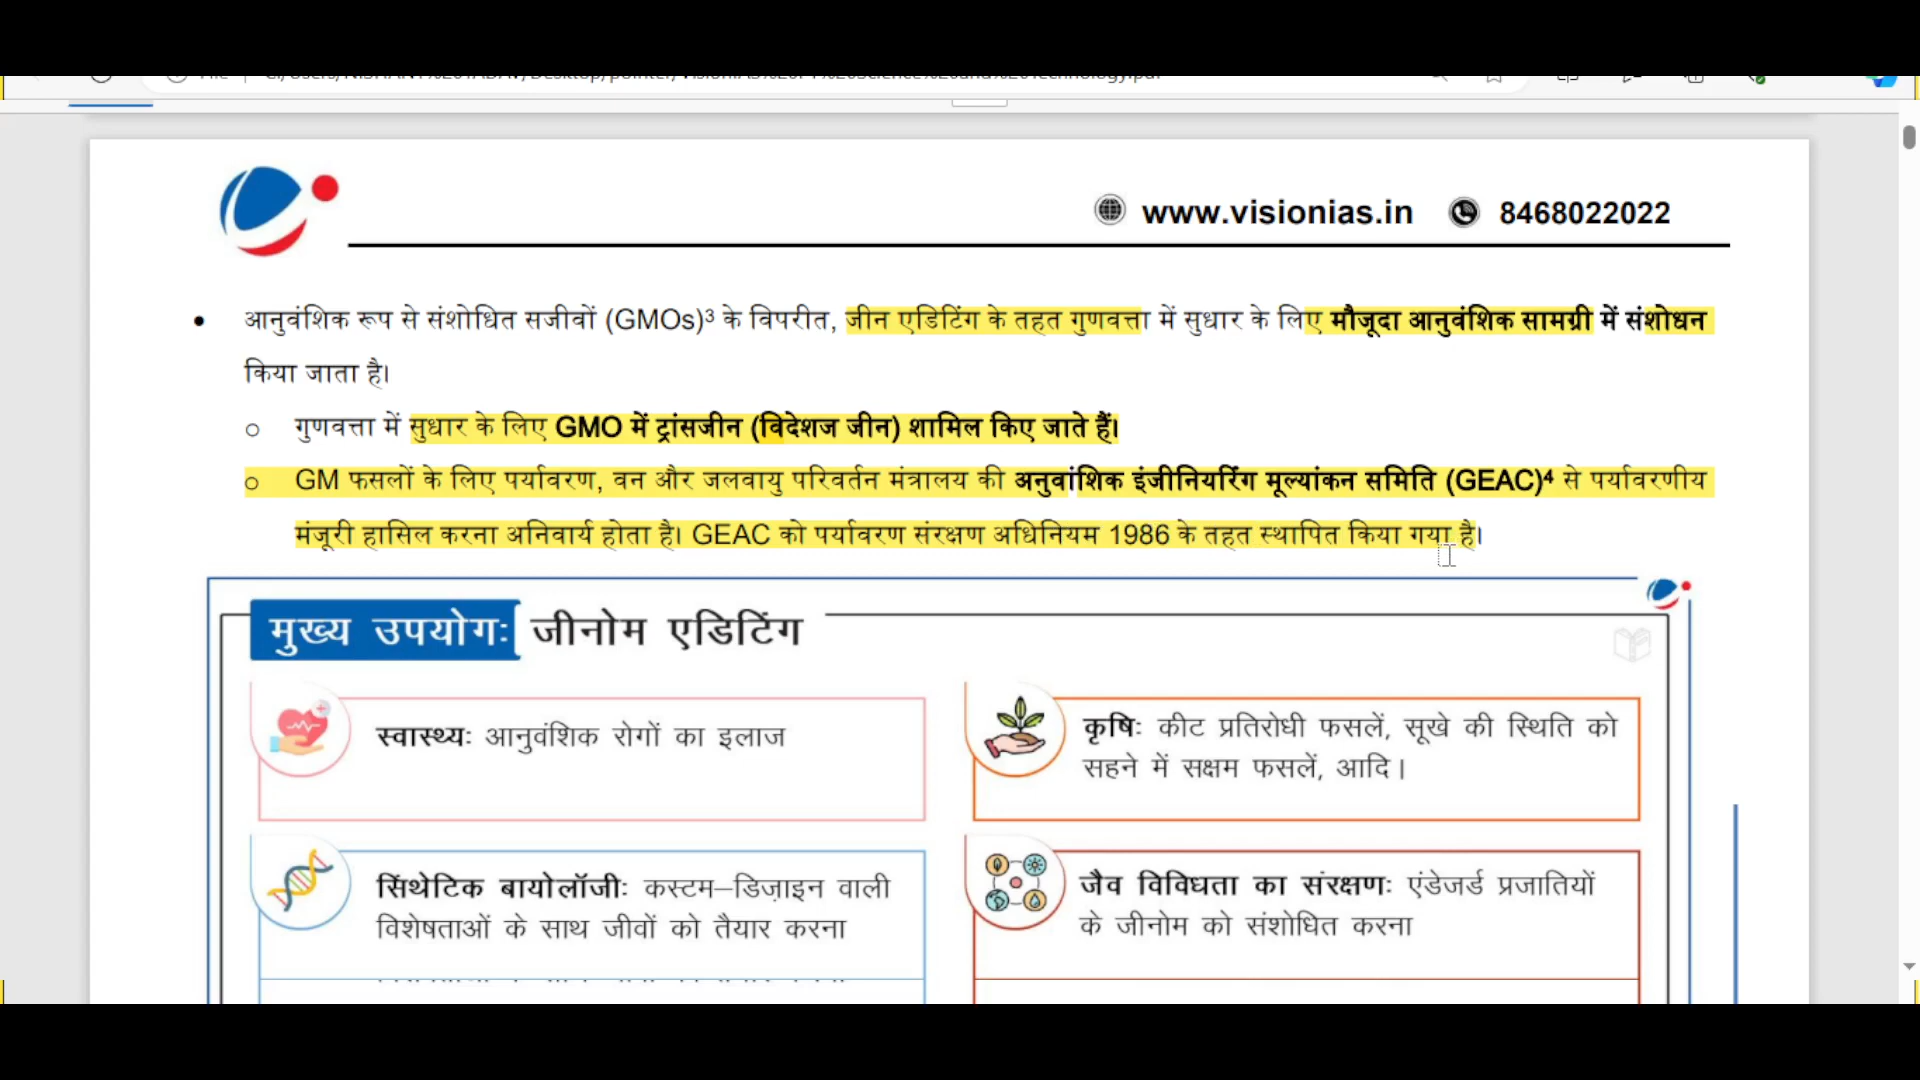 www.visionias.in 8468022022
• आनुवंशिक रूप से संशोधित सजीवों (GMOs)³ के विपरीत, जीन एडिटिंग के तहत गुणवत्ता में सुधार के लिए मौजूदा आनुवंशिक सामग्री में संशोधन
किया जाता है।
o गुणवत्ता में सुधार के लिए GMO में ट्रांसजीन (विदेशज जीन) शामिल किए जाते हैं।
o GM फसलों के लिए पर्यावरण, वन और जलवायु परिवर्तन मंत्रालय की अनुवांशिक इंजीनियरिंग मूल्यांकन समिति (GEAC)⁴ से पर्यावरणीय
मंजूरी हासिल करना अनिवार्य होता है। GEAC को पर्यावरण संरक्षण अधिनियम 1986 के तहत स्थापित किया गया है।
मुख्य उपयोगः जीनोम एडिटिंग
स्वास्थ्यः आनुवंशिक रोगों का इलाज
कृषिः कीट प्रतिरोधी फसलें, सूखे की स्थिति को
सहने में सक्षम फसलें, आदि।
सिंथेटिक बायोलॉजीः कस्टम–डिज़ाइन वाली
विशेषताओं के साथ जीवों को तैयार करना
जैव विविधता का संरक्षणः एंडेजर्ड प्रजातियों
के जीनोम को संशोधित करना